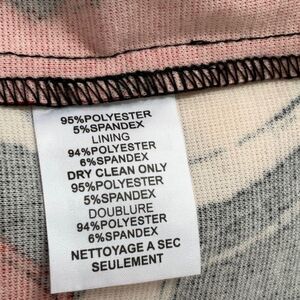 95%POLYESTER
5%SPANDEX
LINING
94%POLYESTER
6%SPANDEX
DRY CLEAN ONLY
95%POLYESTER
5%SPANDEX
DOUBLURE
94%POLYESTER
6%SPANDEX
NETTOYAGE A SEC
SEULEMENT